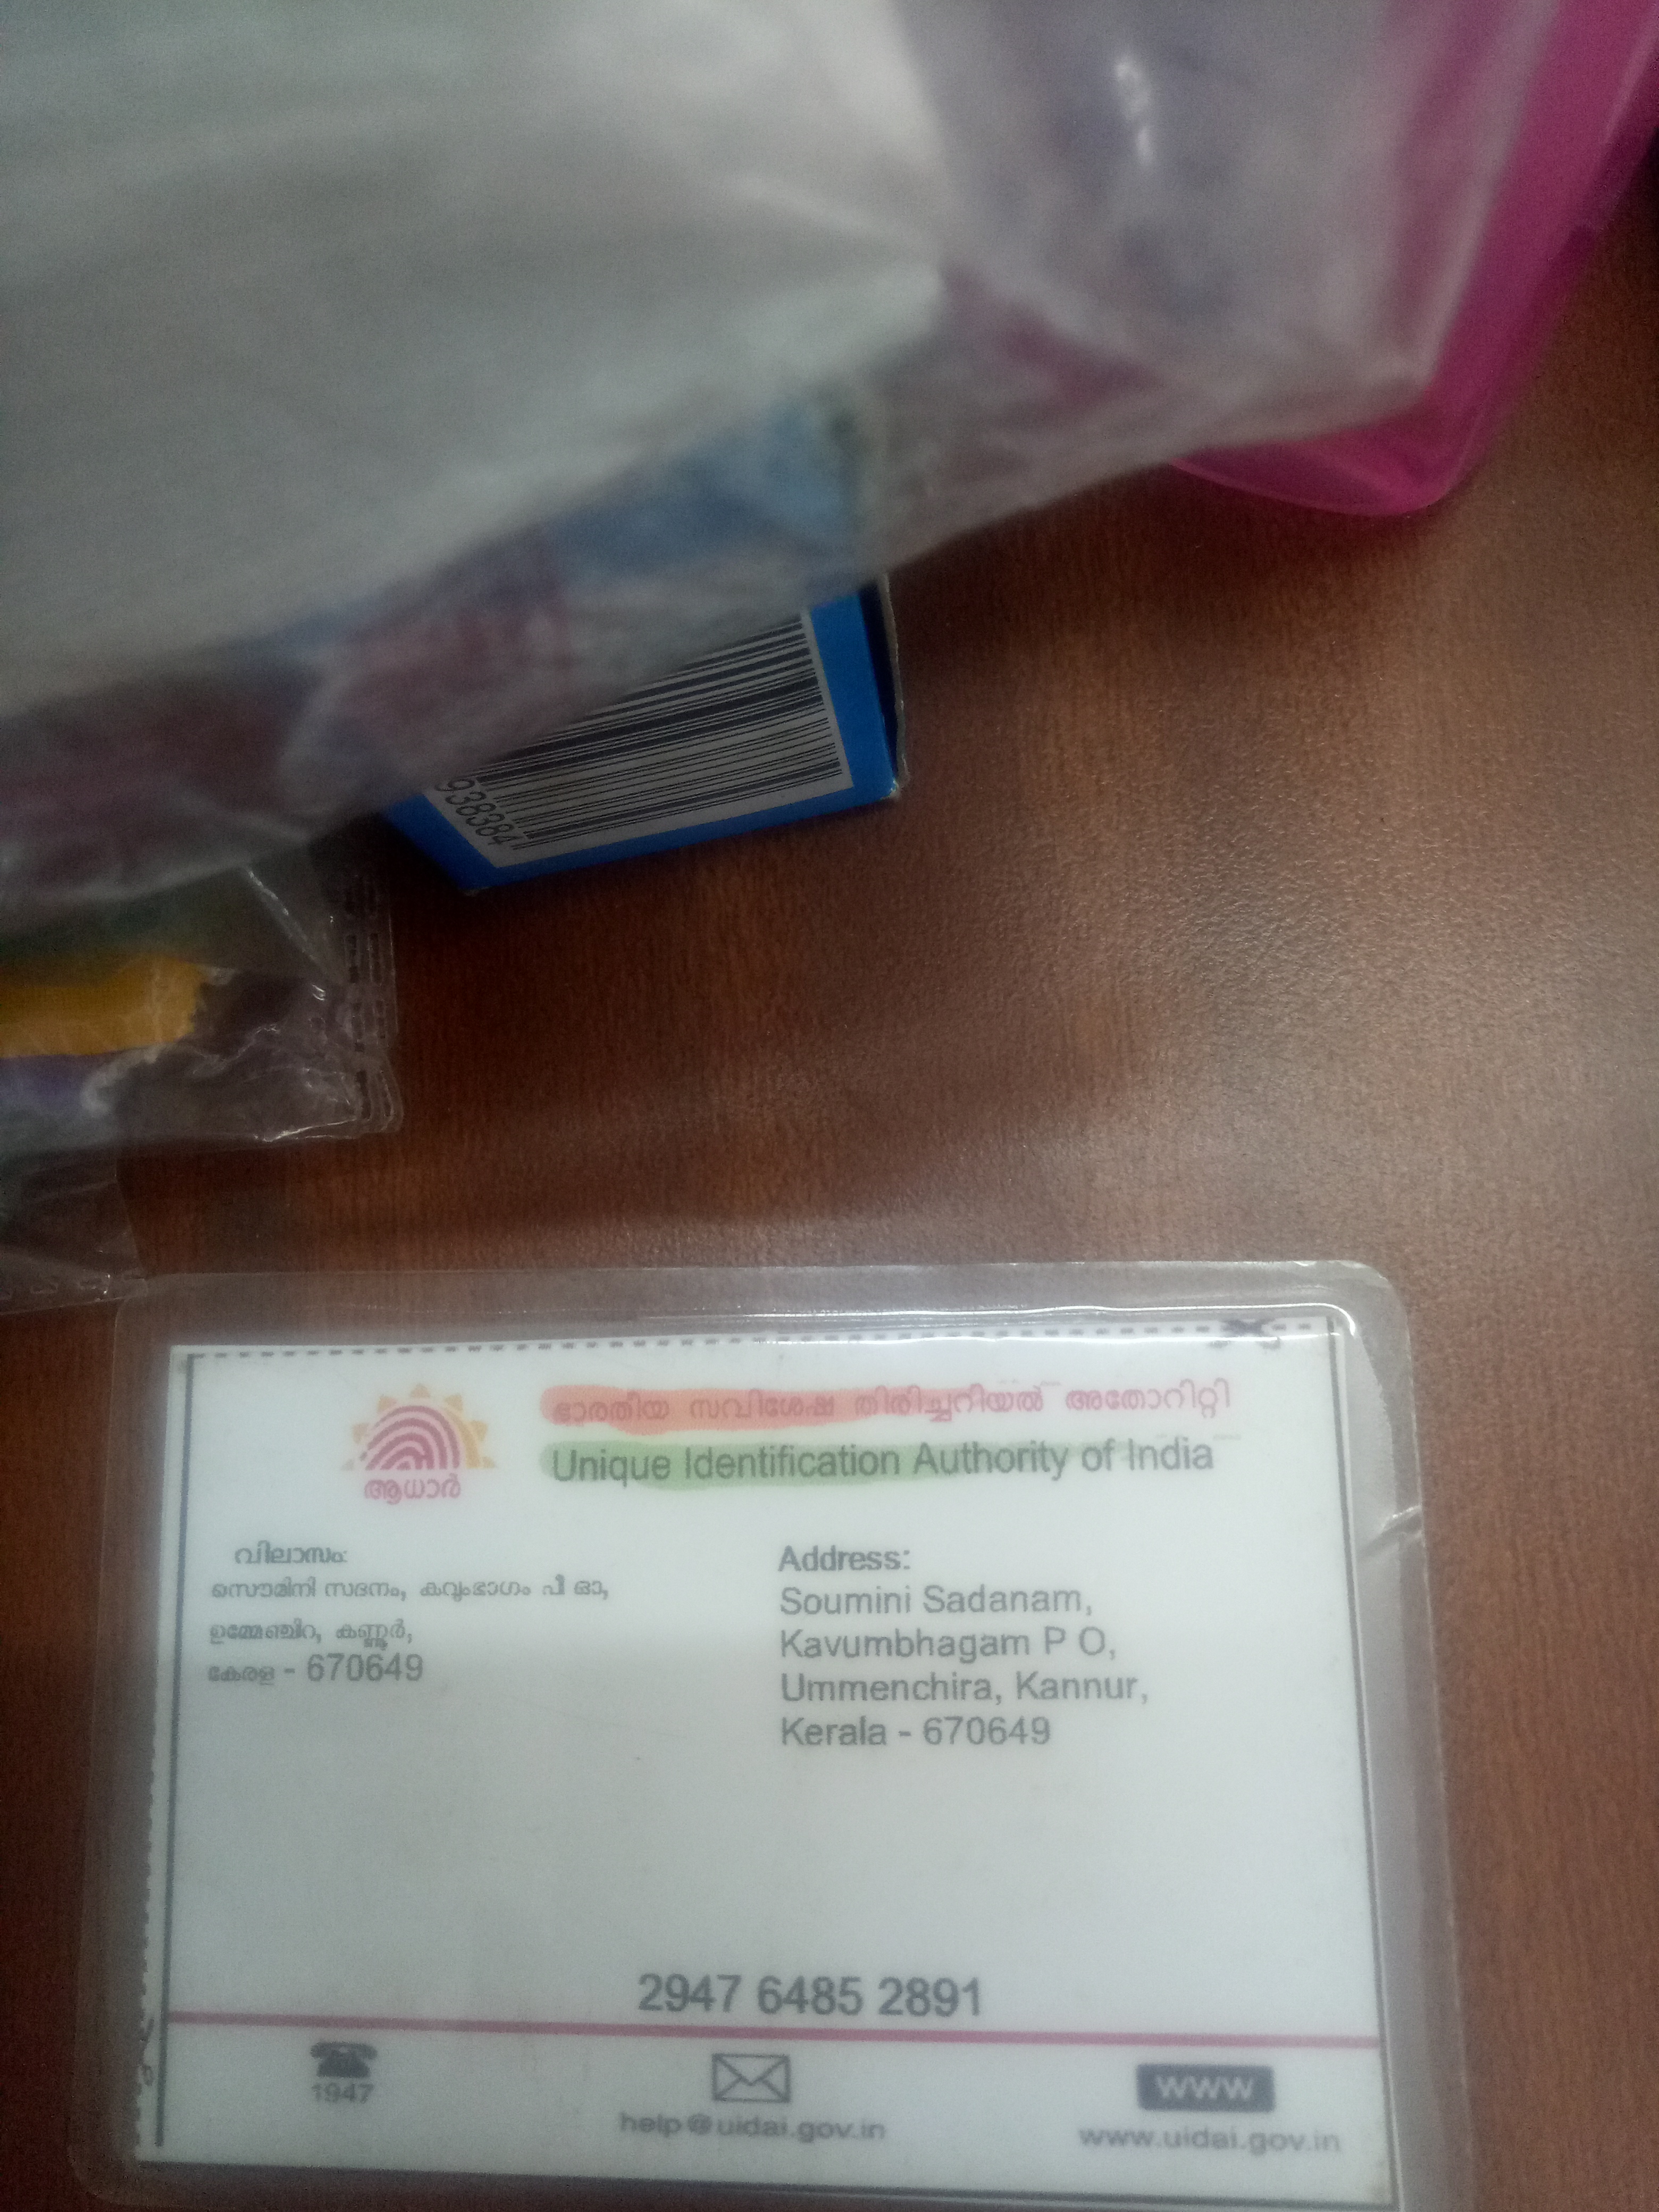 938384
ഭാരതിയ സവിശേഷ തിരിച്ചറിയൽ അതോറിറ്റി
Unique Identification Authority of India
ആധാർ
വിലാസം:
സൌമിനി സദനം, കവുംഭാഗം പീ ഓ,
ഉമ്മേഞ്ചിറ, കണ്ണൂർ,
കേരള - 670649
Address:
Soumini Sadanam,
Kavumbhagam P O,
Ummenchira, Kannur,
Kerala - 670649
2947 6485 2891
1947
help@uidai.gov.in
www
www.uidai.gov.in